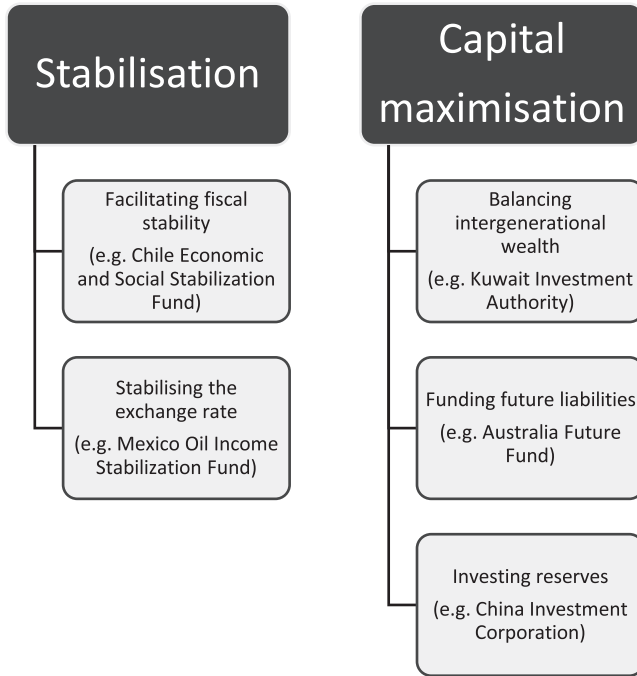 Stabilisation
Facilitating fiscal
stability
(e.g. Chile Economic
and Social Stabilization
Fund)
Stabilising the
exchange rate
(e.g. Mexico Oil Income
Stabilization Fund)
Capital
maximisation
Balancing
intergenerational
wealth
(e.g. Kuwait Investment
Authority)
Funding future liabilities
(e.g. Australia Future
Fund)
Investing reserves
(e.g. China Investment
Corporation)